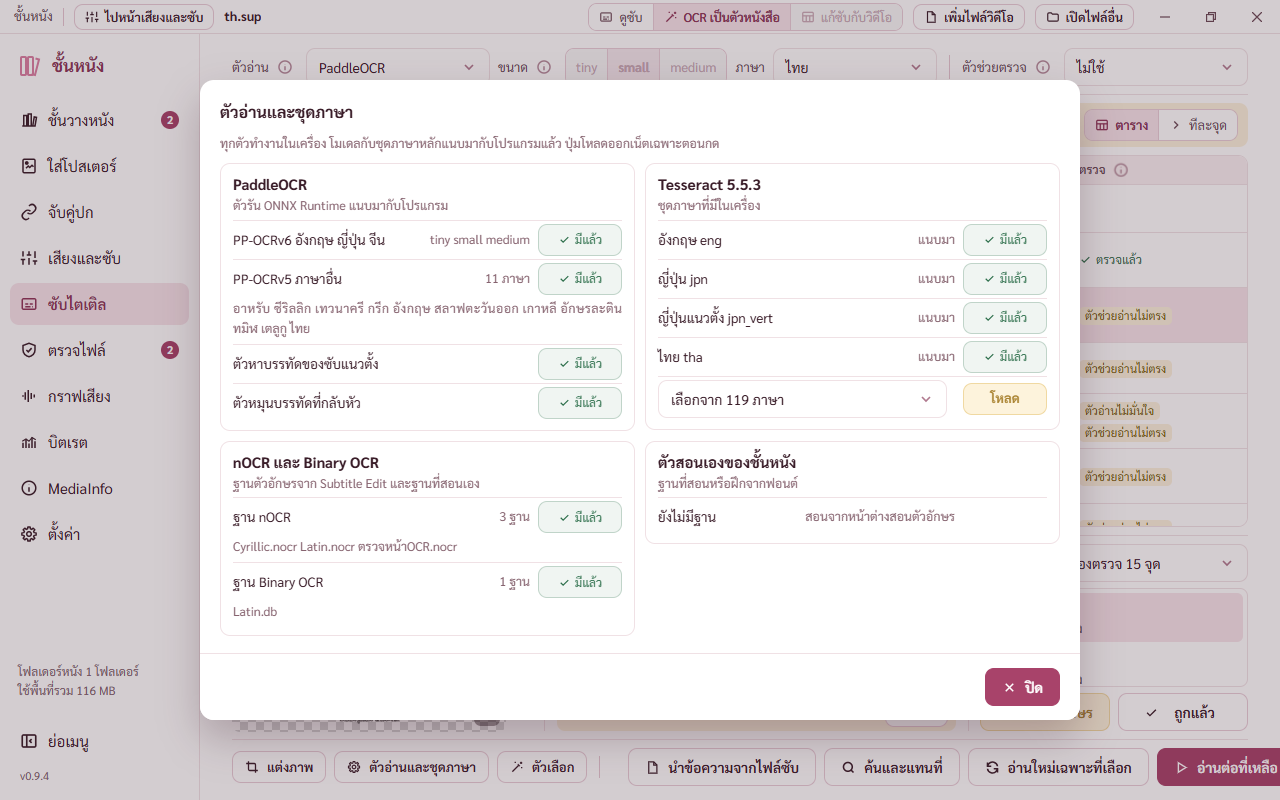 ชั้นหนัง
ไปหน้าเสียงและซับ
th.sup
ดูซับ
OCR เป็นตัวหนังสือ
แก้ซับกับวิดีโอ
เพิ่มไฟล์วิดีโอ
เปิดไฟล์อื่น
ชั้นหนัง
ชั้นวางหนัง 2
ใส่โปสเตอร์
จับคู่ปก
เสียงและซับ
ซับไตเติล
ตรวจไฟล์ 2
กราฟเสียง
บิตเรต
MediaInfo
ตั้งค่า
โฟลเดอร์หนัง 1 โฟลเดอร์
ใช้พื้นที่รวม 116 MB
ย่อเมนู
v0.9.4
ตัวอ่าน PaddleOCR ขนาด tiny small medium ภาษา ไทย ตัวช่วยตรวจ ไม่ใช้
ตาราง ทีละจุด
ตรวจ
ตรวจแล้ว
ตัวช่วยอ่านไม่ตรง
ตัวช่วยอ่านไม่ตรง
ตัวอ่านไม่มั่นใจ
ตัวช่วยอ่านไม่ตรง
ตัวช่วยอ่านไม่ตรง
ตัวอ่านและชุดภาษา
ทุกตัวทำงานในเครื่อง โมเดลกับชุดภาษาหลักแนบมากับโปรแกรมแล้ว ปุ่มโหลดออกเน็ตเฉพาะตอนกด
PaddleOCR
ตัวรัน ONNX Runtime แนบมากับโปรแกรม
PP-OCRv6 อังกฤษ ญี่ปุ่น จีน tiny small medium มีแล้ว
PP-OCRv5 ภาษาอื่น 11 ภาษา มีแล้ว
อาหรับ ซีริลลิก เทวนาครี กรีก อังกฤษ สลาฟตะวันออก เกาหลี อักษรละติน
ทมิฬ เตลูกู ไทย
ตัวหาบรรทัดของซับแนวตั้ง มีแล้ว
ตัวหมุนบรรทัดที่กลับหัว มีแล้ว
Tesseract 5.5.3
ชุดภาษาที่มีในเครื่อง
อังกฤษ eng แนบมา มีแล้ว
ญี่ปุ่น jpn แนบมา มีแล้ว
ญี่ปุ่นแนวตั้ง jpn_vert แนบมา มีแล้ว
ไทย tha แนบมา มีแล้ว
เลือกจาก 119 ภาษา โหลด
nOCR และ Binary OCR
ฐานตัวอักษรจาก Subtitle Edit และฐานที่สอนเอง
ฐาน nOCR 3 ฐาน มีแล้ว
Cyrillic.nocr Latin.nocr ตรวจหน้าOCR.nocr
ฐาน Binary OCR 1 ฐาน มีแล้ว
Latin.db
ตัวสอนเองของชั้นหนัง
ฐานที่สอนหรือฝึกจากฟอนต์
ยังไม่มีฐาน สอนจากหน้าต่างสอนตัวอักษร
ปิด
องตรวจ 15 จุด
ถูกแล้ว
แต่งภาพ
ตัวอ่านและชุดภาษา
ตัวเลือก
นำข้อความจากไฟล์ซับ
ค้นและแทนที่
อ่านใหม่เฉพาะที่เลือก
อ่านต่อที่เหลือ